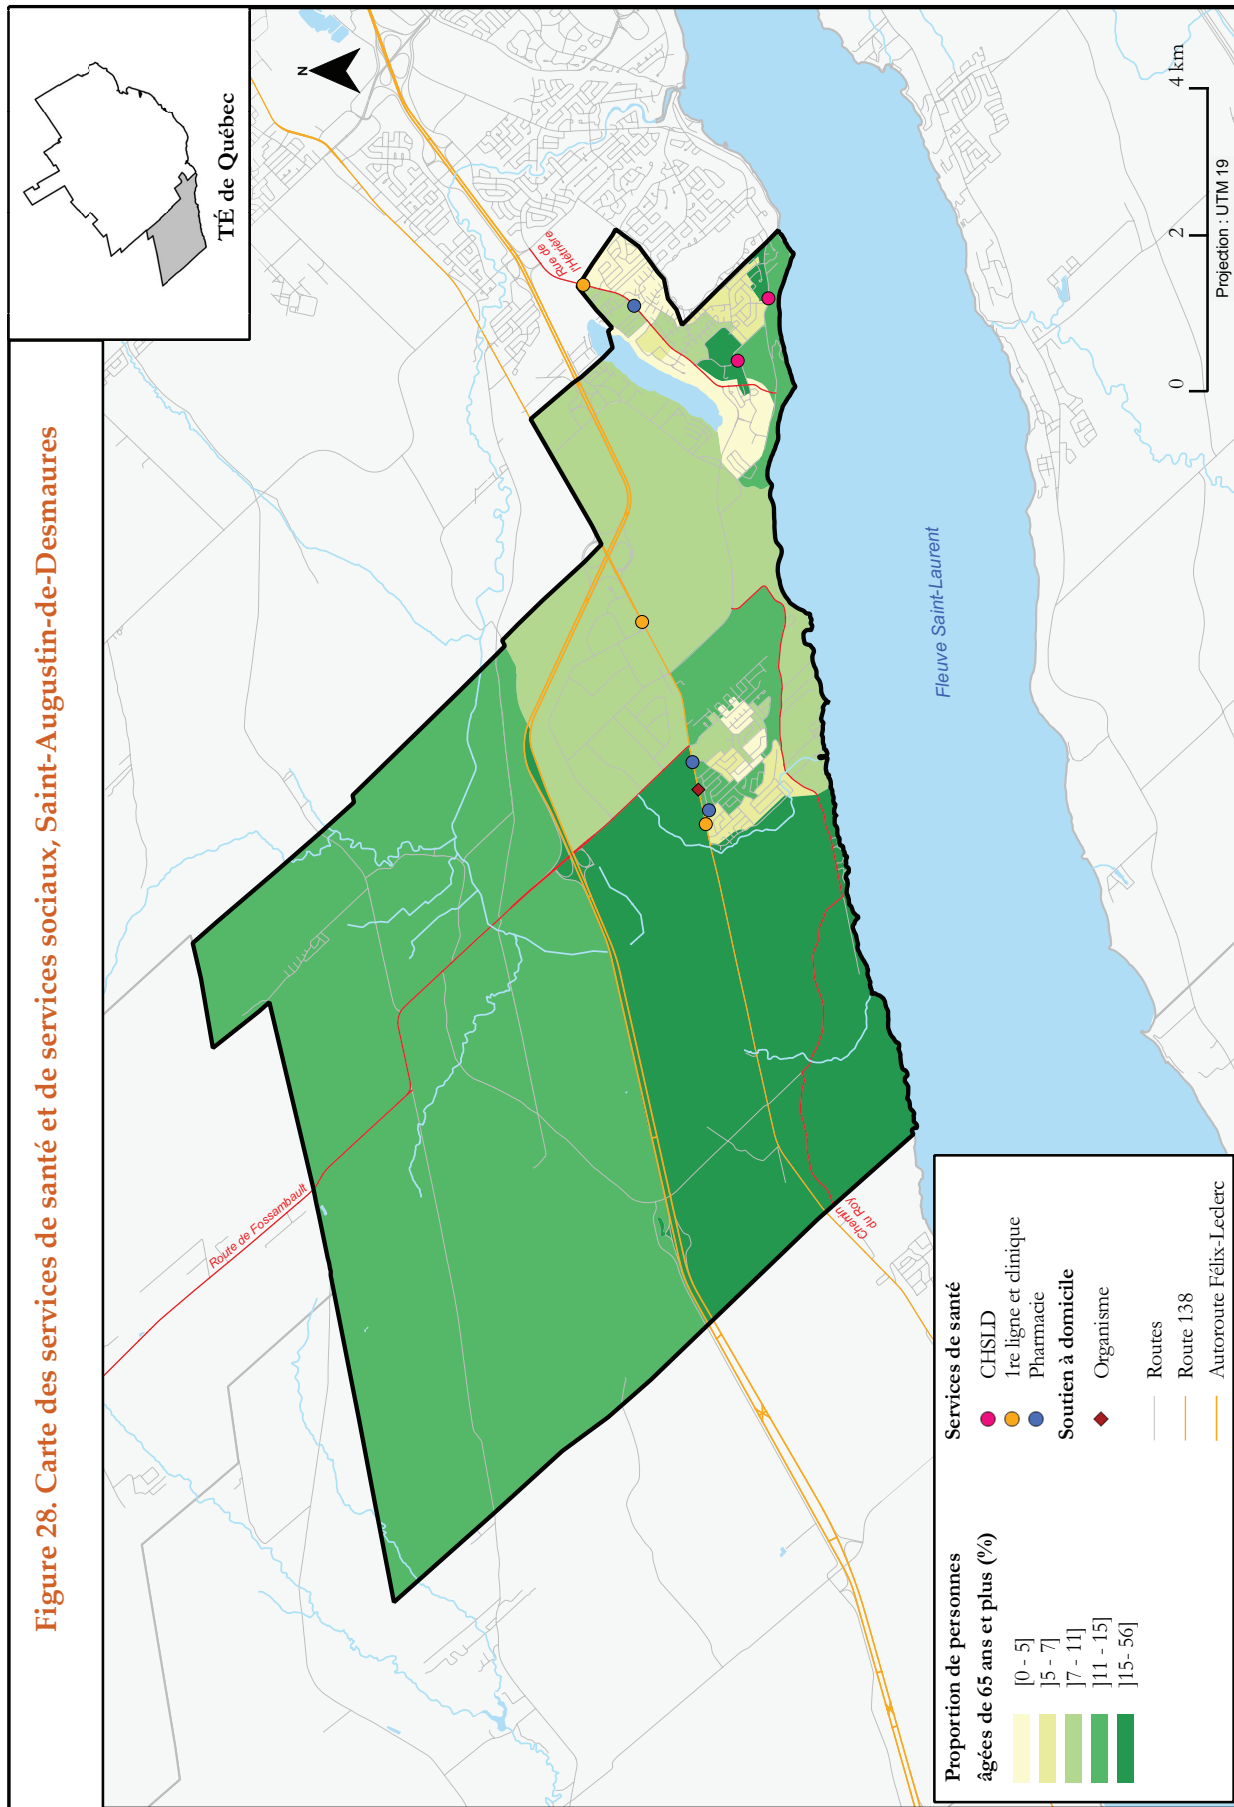 Figure 28. Carte des services de santé et de services sociaux, Saint-Augustin-de-Desmaures
TÉ de Québec
N
Rue de
l'Hêtrière
Route de Fossambault
Chemin
du Roy
Fleuve Saint-Laurent
0 2 4 km
Projection : UTM 19
Proportion de personnes
âgées de 65 ans et plus (%)
[0 - 5]
]5 - 7]
]7 - 11]
]11 - 15]
]15- 56]
Services de santé
CHSLD
1re ligne et clinique
Pharmacie
Soutien à domicile
Organisme
Routes
Route 138
Autoroute Félix-Leclerc